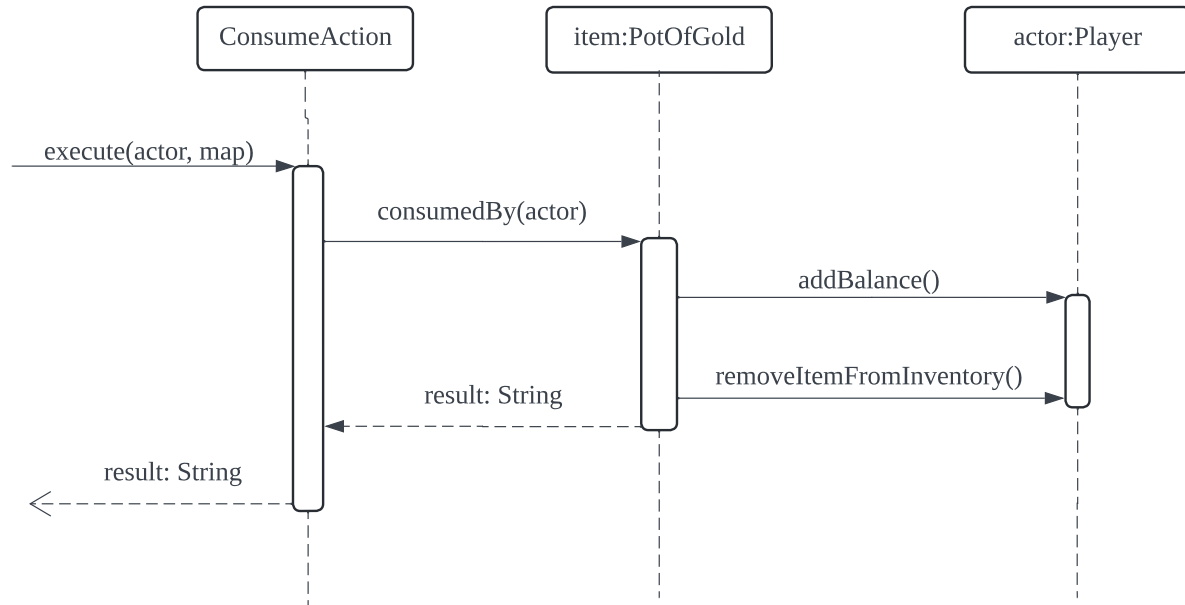 ConsumeAction
item:PotOfGold
actor:Player
execute(actor, map)
consumedBy(actor)
addBalance()
removeItemFromInventory()
result: String
result: String